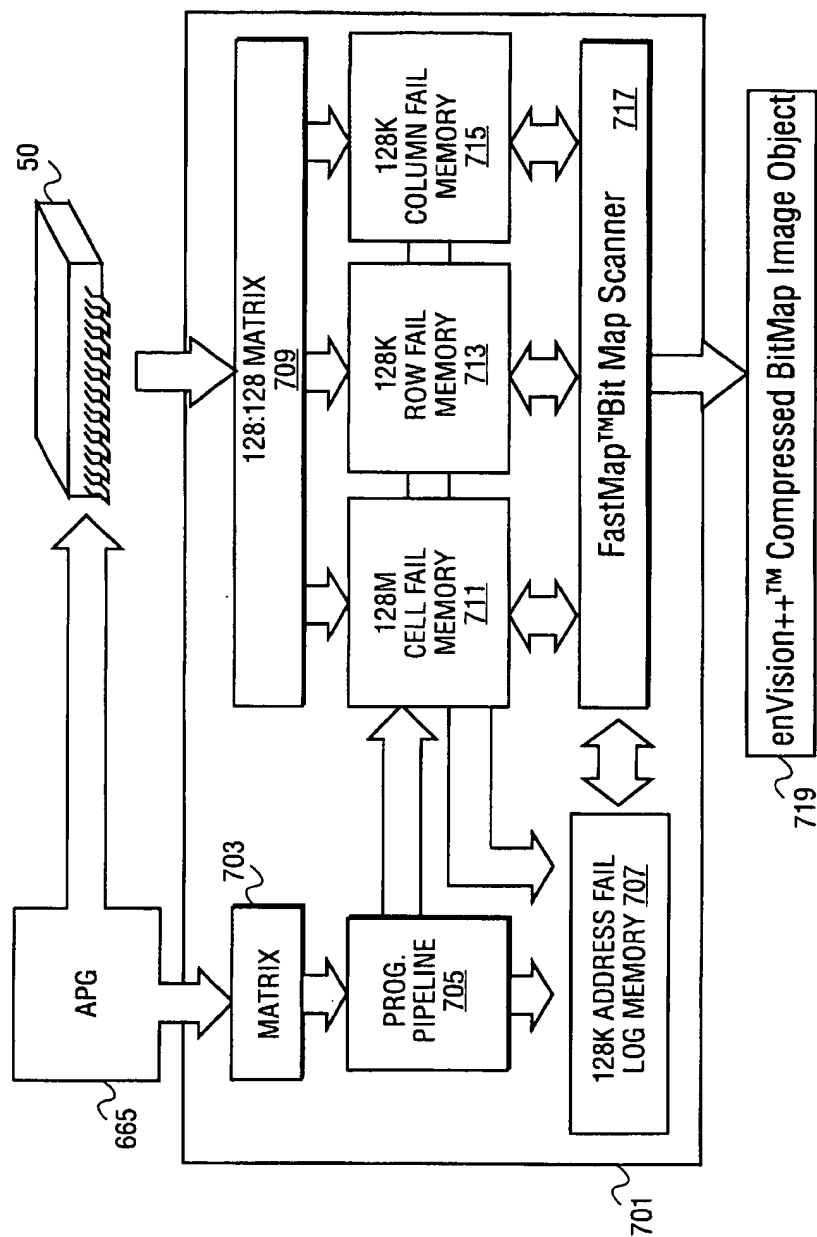 50
APG
665
703
MATRIX
128:128 MATRIX
709
PROG.
PIPELINE
705
128M
CELL FAIL
MEMORY
711
128K
ROW FAIL
MEMORY
713
128K
COLUMN FAIL
MEMORY
715
128K ADDRESS FAIL
LOG MEMORY 707
FastMap™Bit Map Scanner
717
701
719
enVision++™ Compressed BitMap Image Object